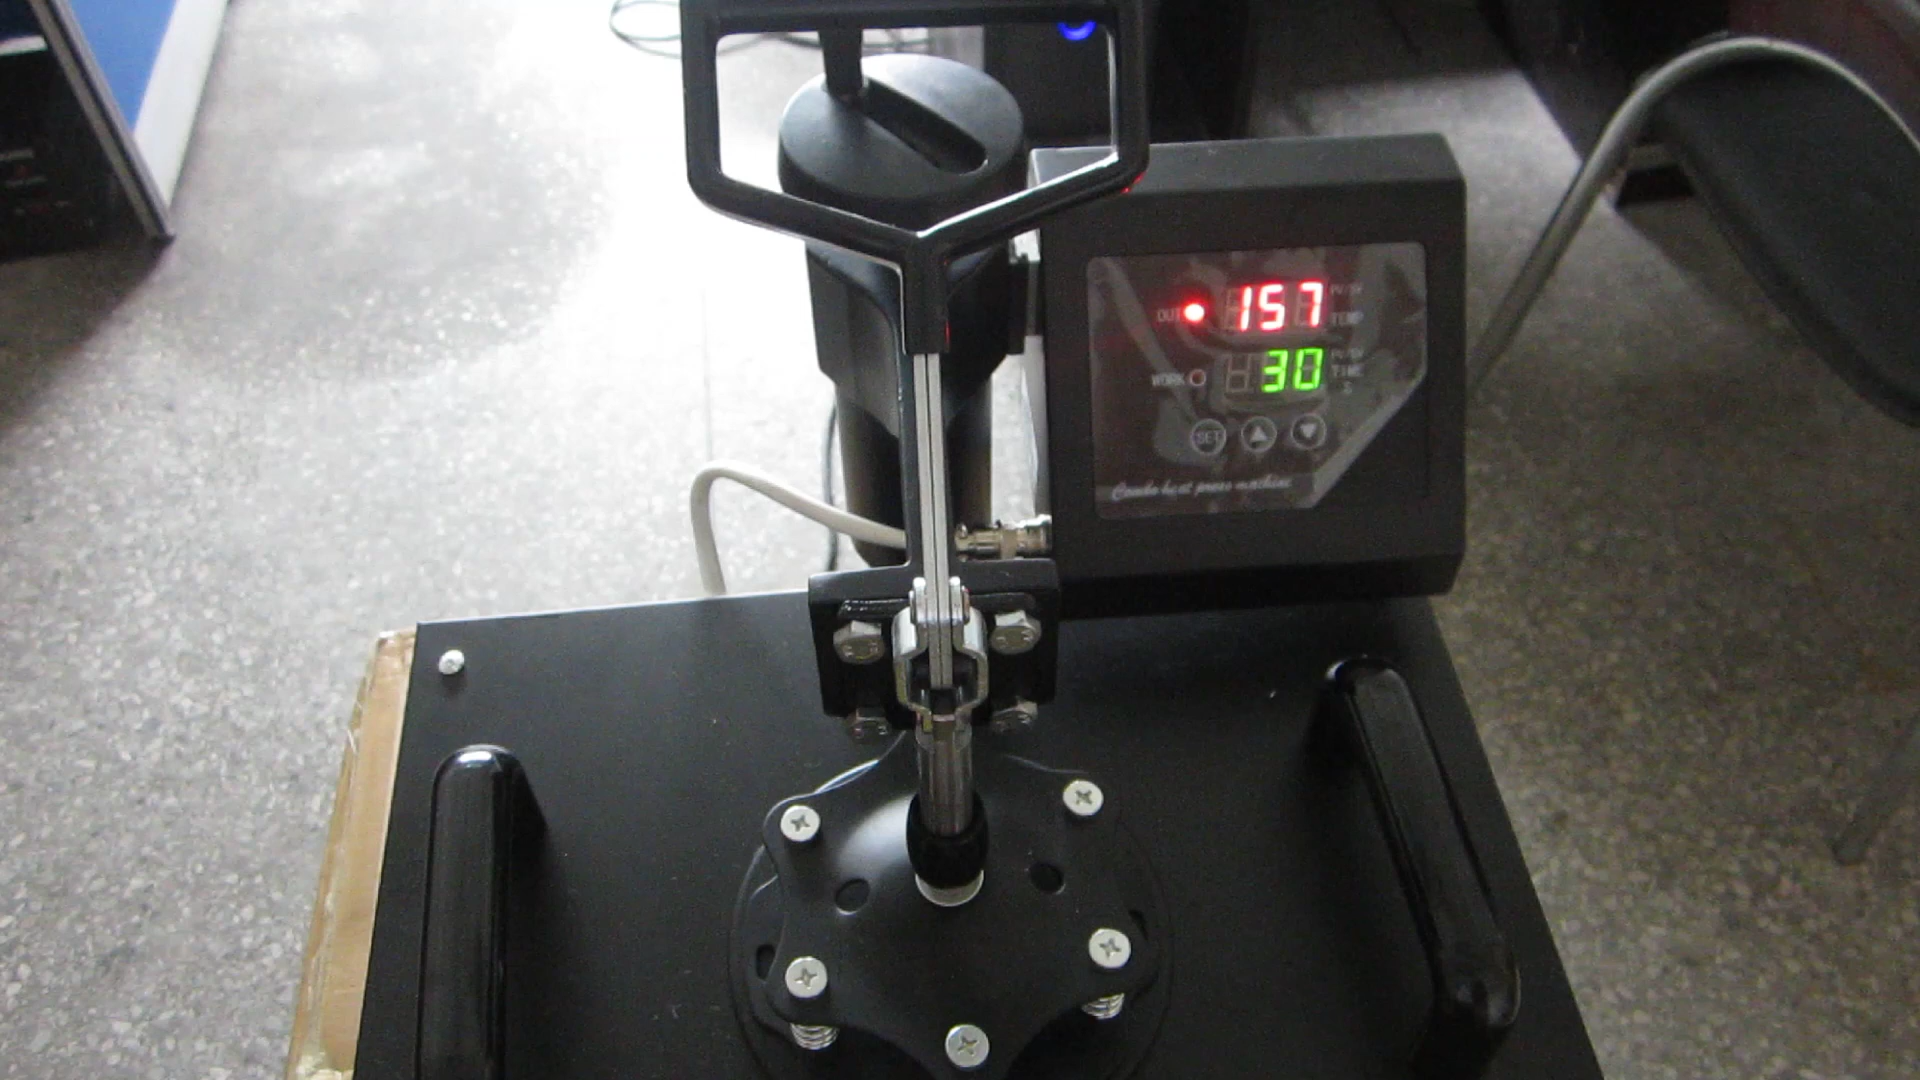 OUT 157 PV/SV
TEMP
WORK 30 PV/SV
TIME
S
SET
Combo heat press machine